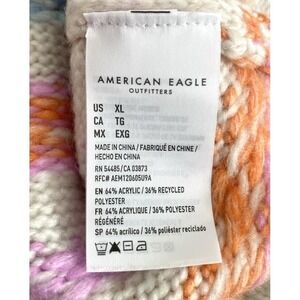 AMERICAN EAGLE
OUTFITTERS
US XL
CA TG
MX EXG
MADE IN CHINA / FABRIQUÉ EN CHINE /
HECHO EN CHINA
RN 54485/CA 03873
RFC# AEM120605U9A
EN 64% ACRYLIC / 36% RECYCLED
POLYESTER
FR 64% ACRYLIQUE / 36% POLYESTER
RÉGÉNÉRÉ
SP 64% acrílico / 36% poliéster reciclado